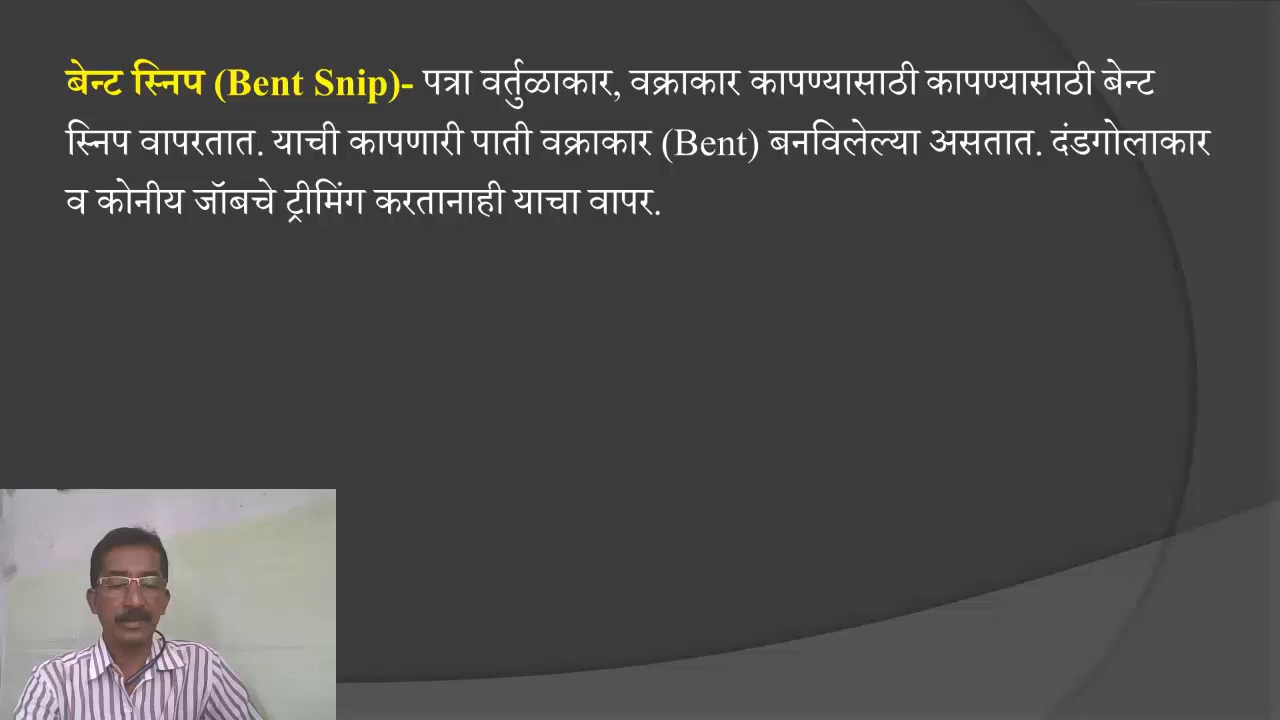 बेन्ट स्निप (Bent Snip)- पत्रा वर्तुळाकार, वक्राकार कापण्यासाठी कापण्यासाठी बेन्ट
स्निप वापरतात. याची कापणारी पाती वक्राकार (Bent) बनविलेल्या असतात. दंडगोलाकार
व कोनीय जॉबचे ट्रीमिंग करतानाही याचा वापर.